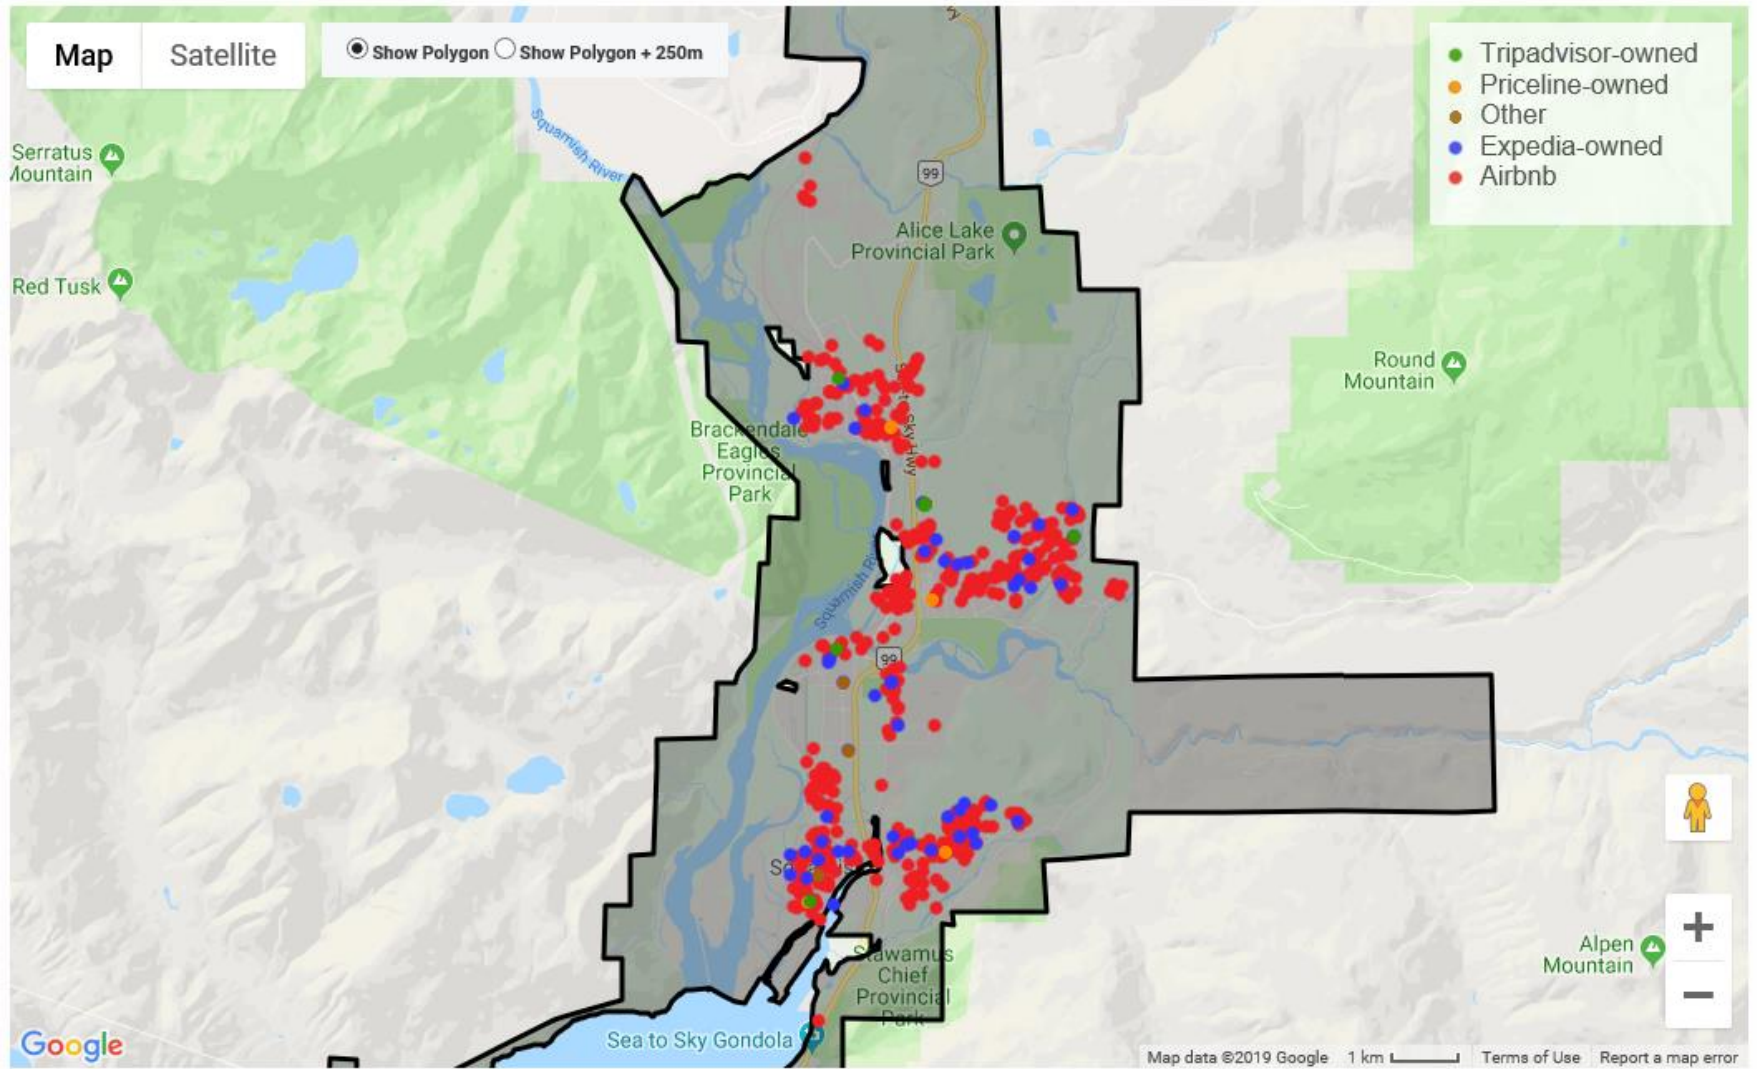 Map
Satellite
Show Polygon
Show Polygon + 250m
Tripadvisor-owned
Priceline-owned
Other
Expedia-owned
Airbnb
Serratus
Mountain
Squamish River
99
Alice Lake
Provincial Park
Red Tusk
Round
Mountain
Sky Hwy
Brackendale
Eagles
Provincial
Park
Squamish River
99
Stawamus
Chief
Provincial
Park
Alpen
Mountain
Sea to Sky Gondola
Google
Map data ©2019 Google
1 km
Terms of Use
Report a map error